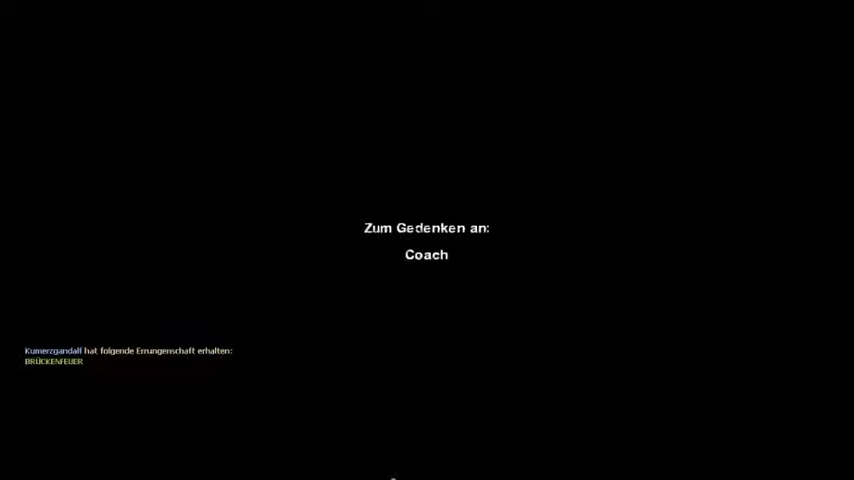 Zum Gedenken an:
Coach
Kumerzgandalf hat folgende Errungenschaft erhalten:
BRÜCKENFEUER